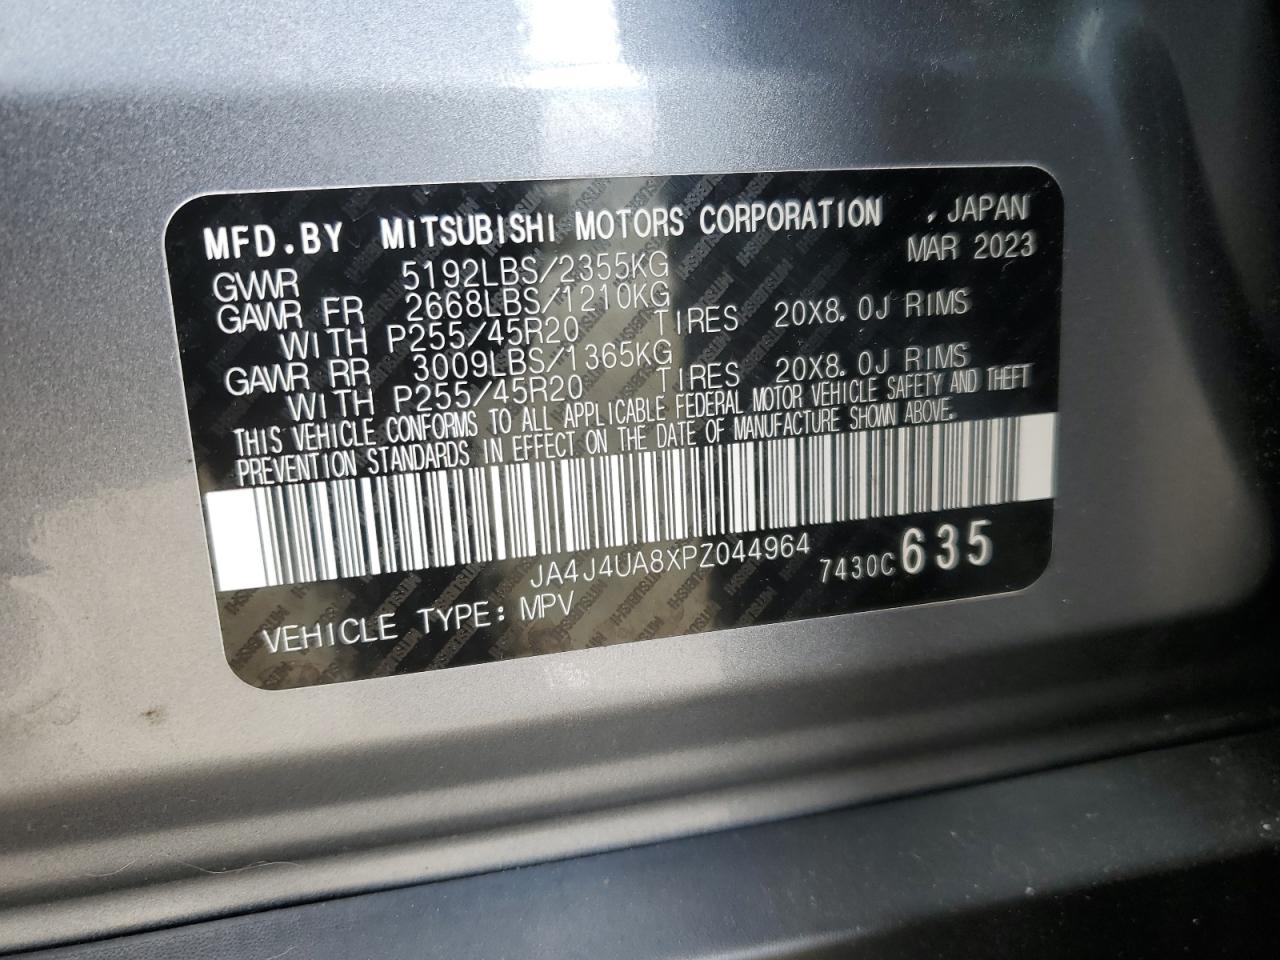 MFD.BY MITSUBISHI MOTORS CORPORATION , JAPAN
MAR 2023
GVWR 5192LBS/2355KG
GAWR FR 2668LBS/1210KG
WITH P255/45R20 TIRES 20X8.0J RIMS
GAWR RR 3009LBS/1365KG
WITH P255/45R20 TIRES 20X8.0J RIMS
THIS VEHICLE CONFORMS TO ALL APPLICABLE FEDERAL MOTOR VEHICLE SAFETY AND THEFT
PREVENTION STANDARDS IN EFFECT ON THE DATE OF MANUFACTURE SHOWN ABOVE.
JA4J4UA8XPZ044964 7430C 635
VEHICLE TYPE: MPV